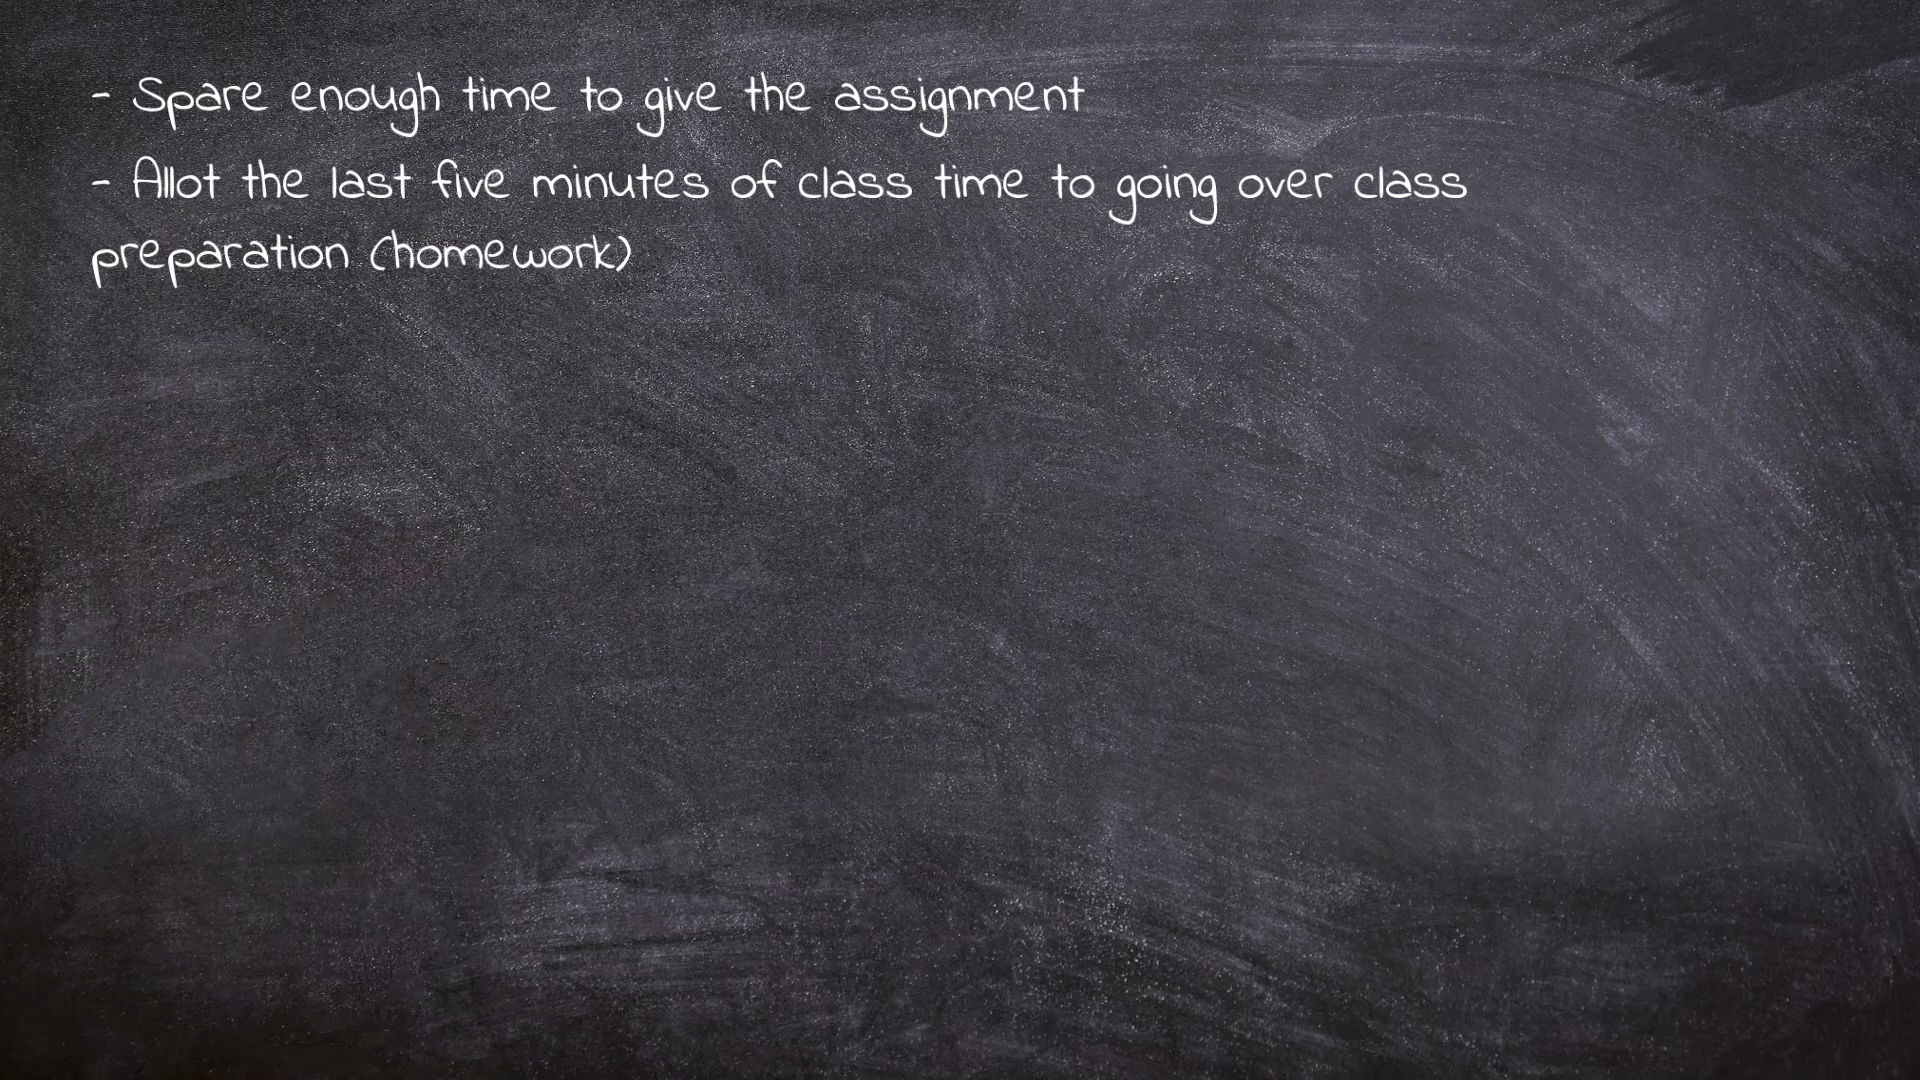 - Spare enough time to give the assignment
- Allot the last five minutes of class time to going over class
preparation (homework)